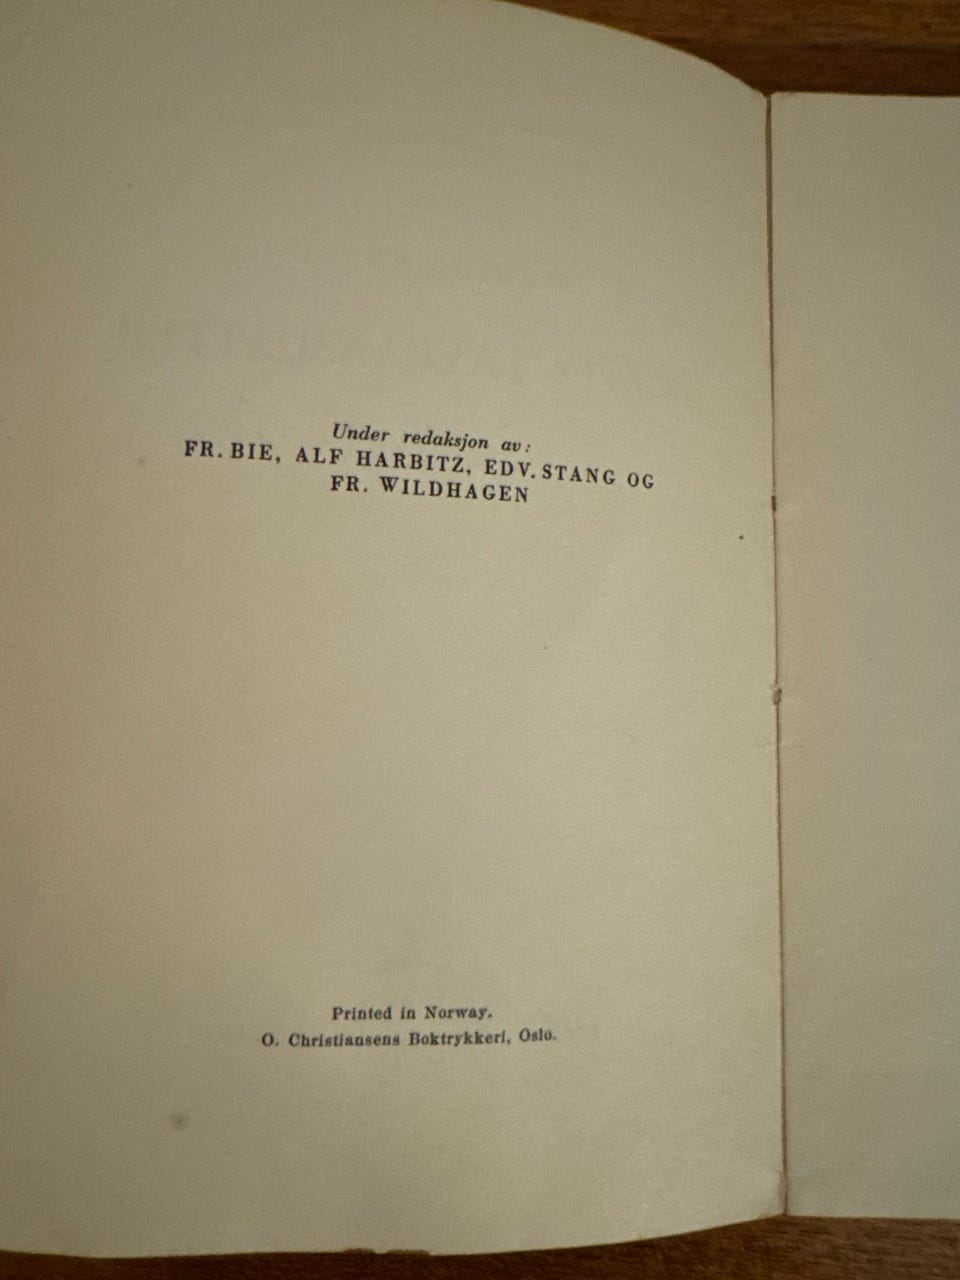 Under redaksjon av:
FR. BIE, ALF HARBITZ, EDV. STANG OG
FR. WILDHAGEN
Printed in Norway.
O. Christiansens Boktrykkeri, Oslo.